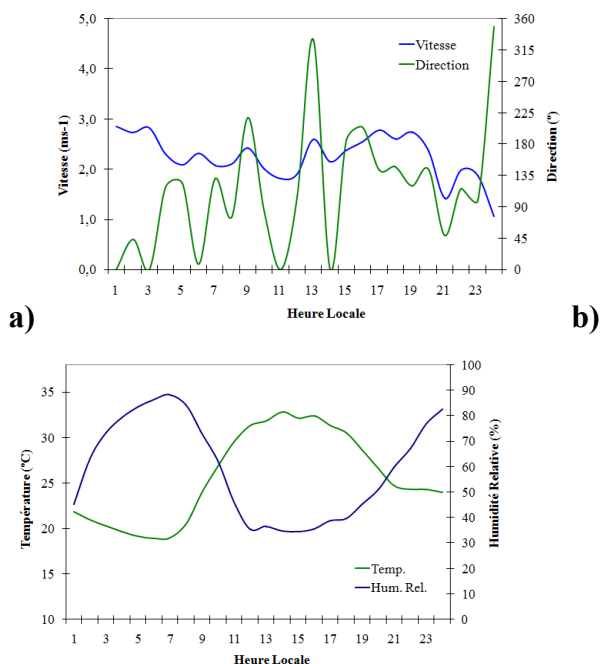 5,0
4,0
3,0
2,0
1,0
0,0
Vitesse (ms-1)
360
315
270
225
180
135
90
45
0
Direction (º)
Vitesse
Direction
1 3 5 7 9 11 13 15 17 19 21 23
Heure Locale
a)
b)
35
30
25
20
15
10
Température (ºC)
100
90
80
70
60
50
40
30
20
10
0
Humidité Relative (%)
Temp.
Hum. Rel.
1 3 5 7 9 11 13 15 17 19 21 23
Heure Locale